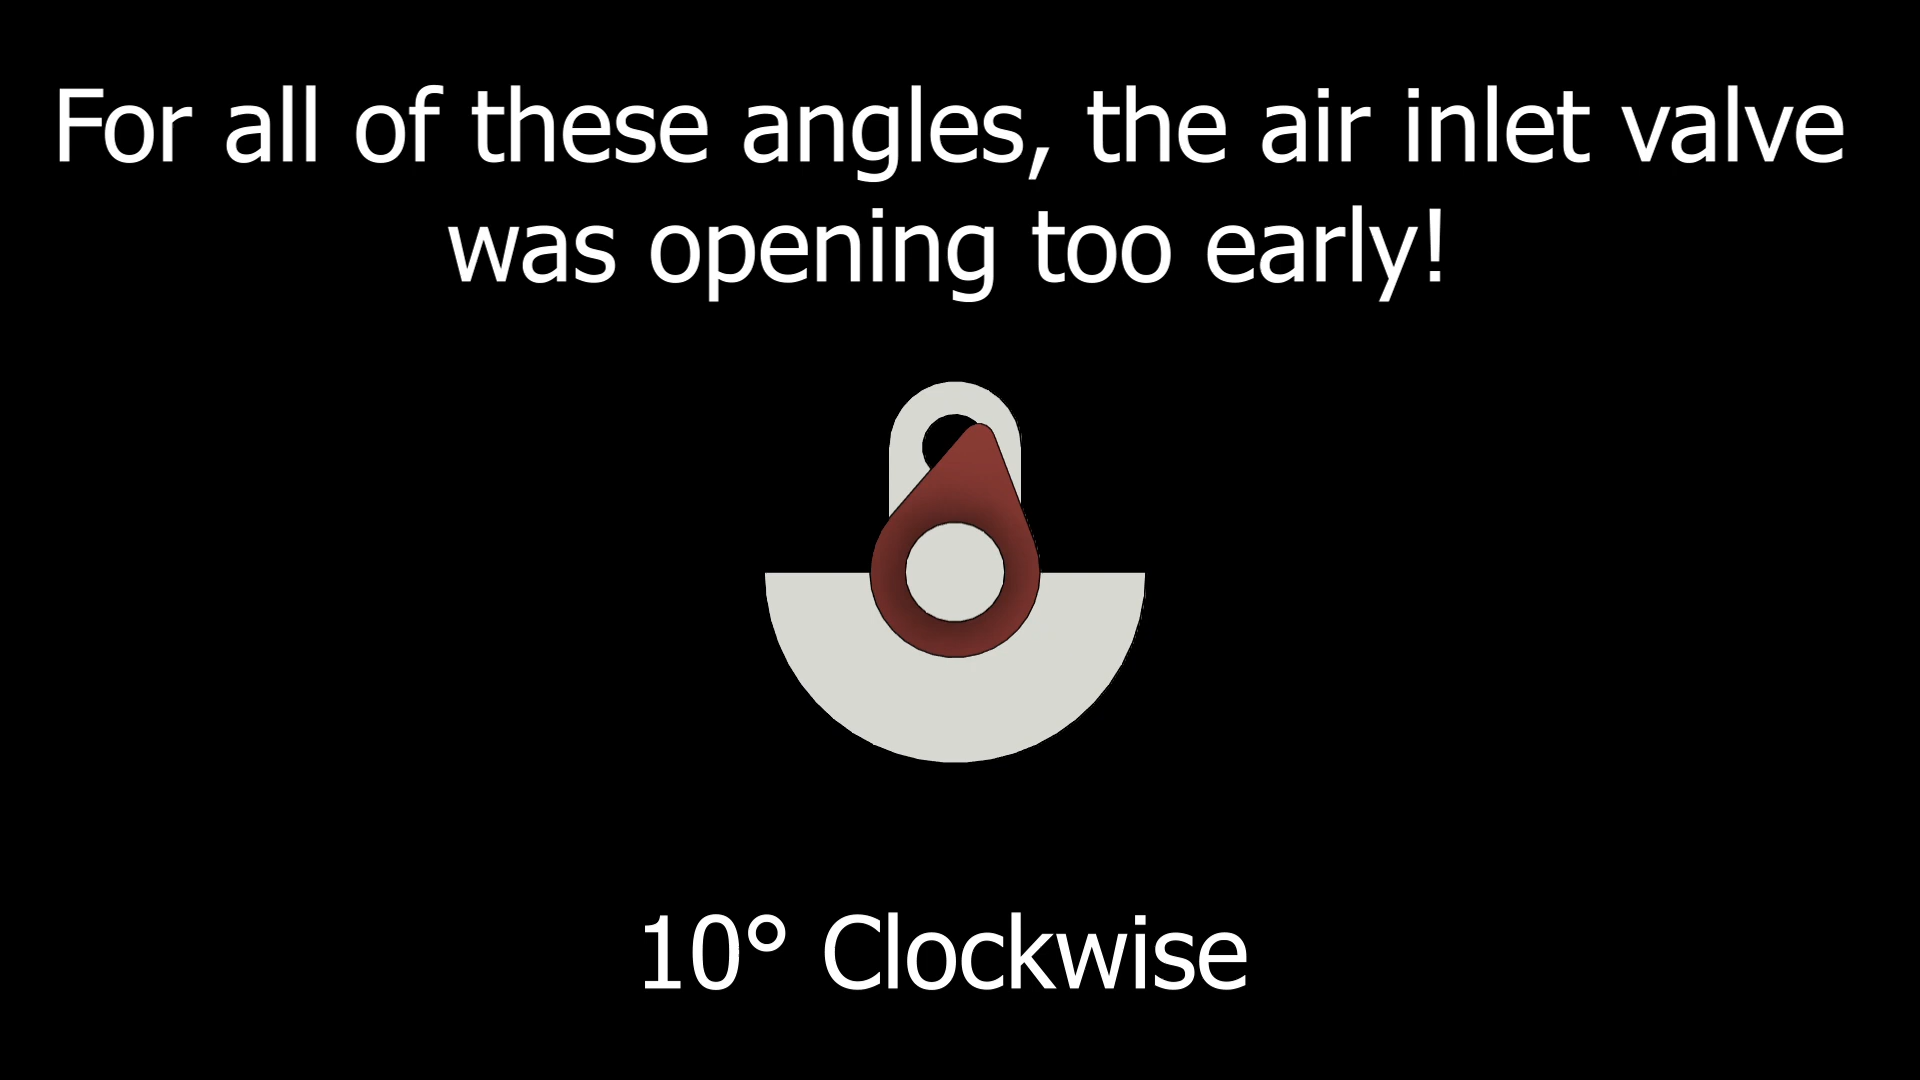 For all of these angles, the air inlet valve
was opening too early!
10° Clockwise